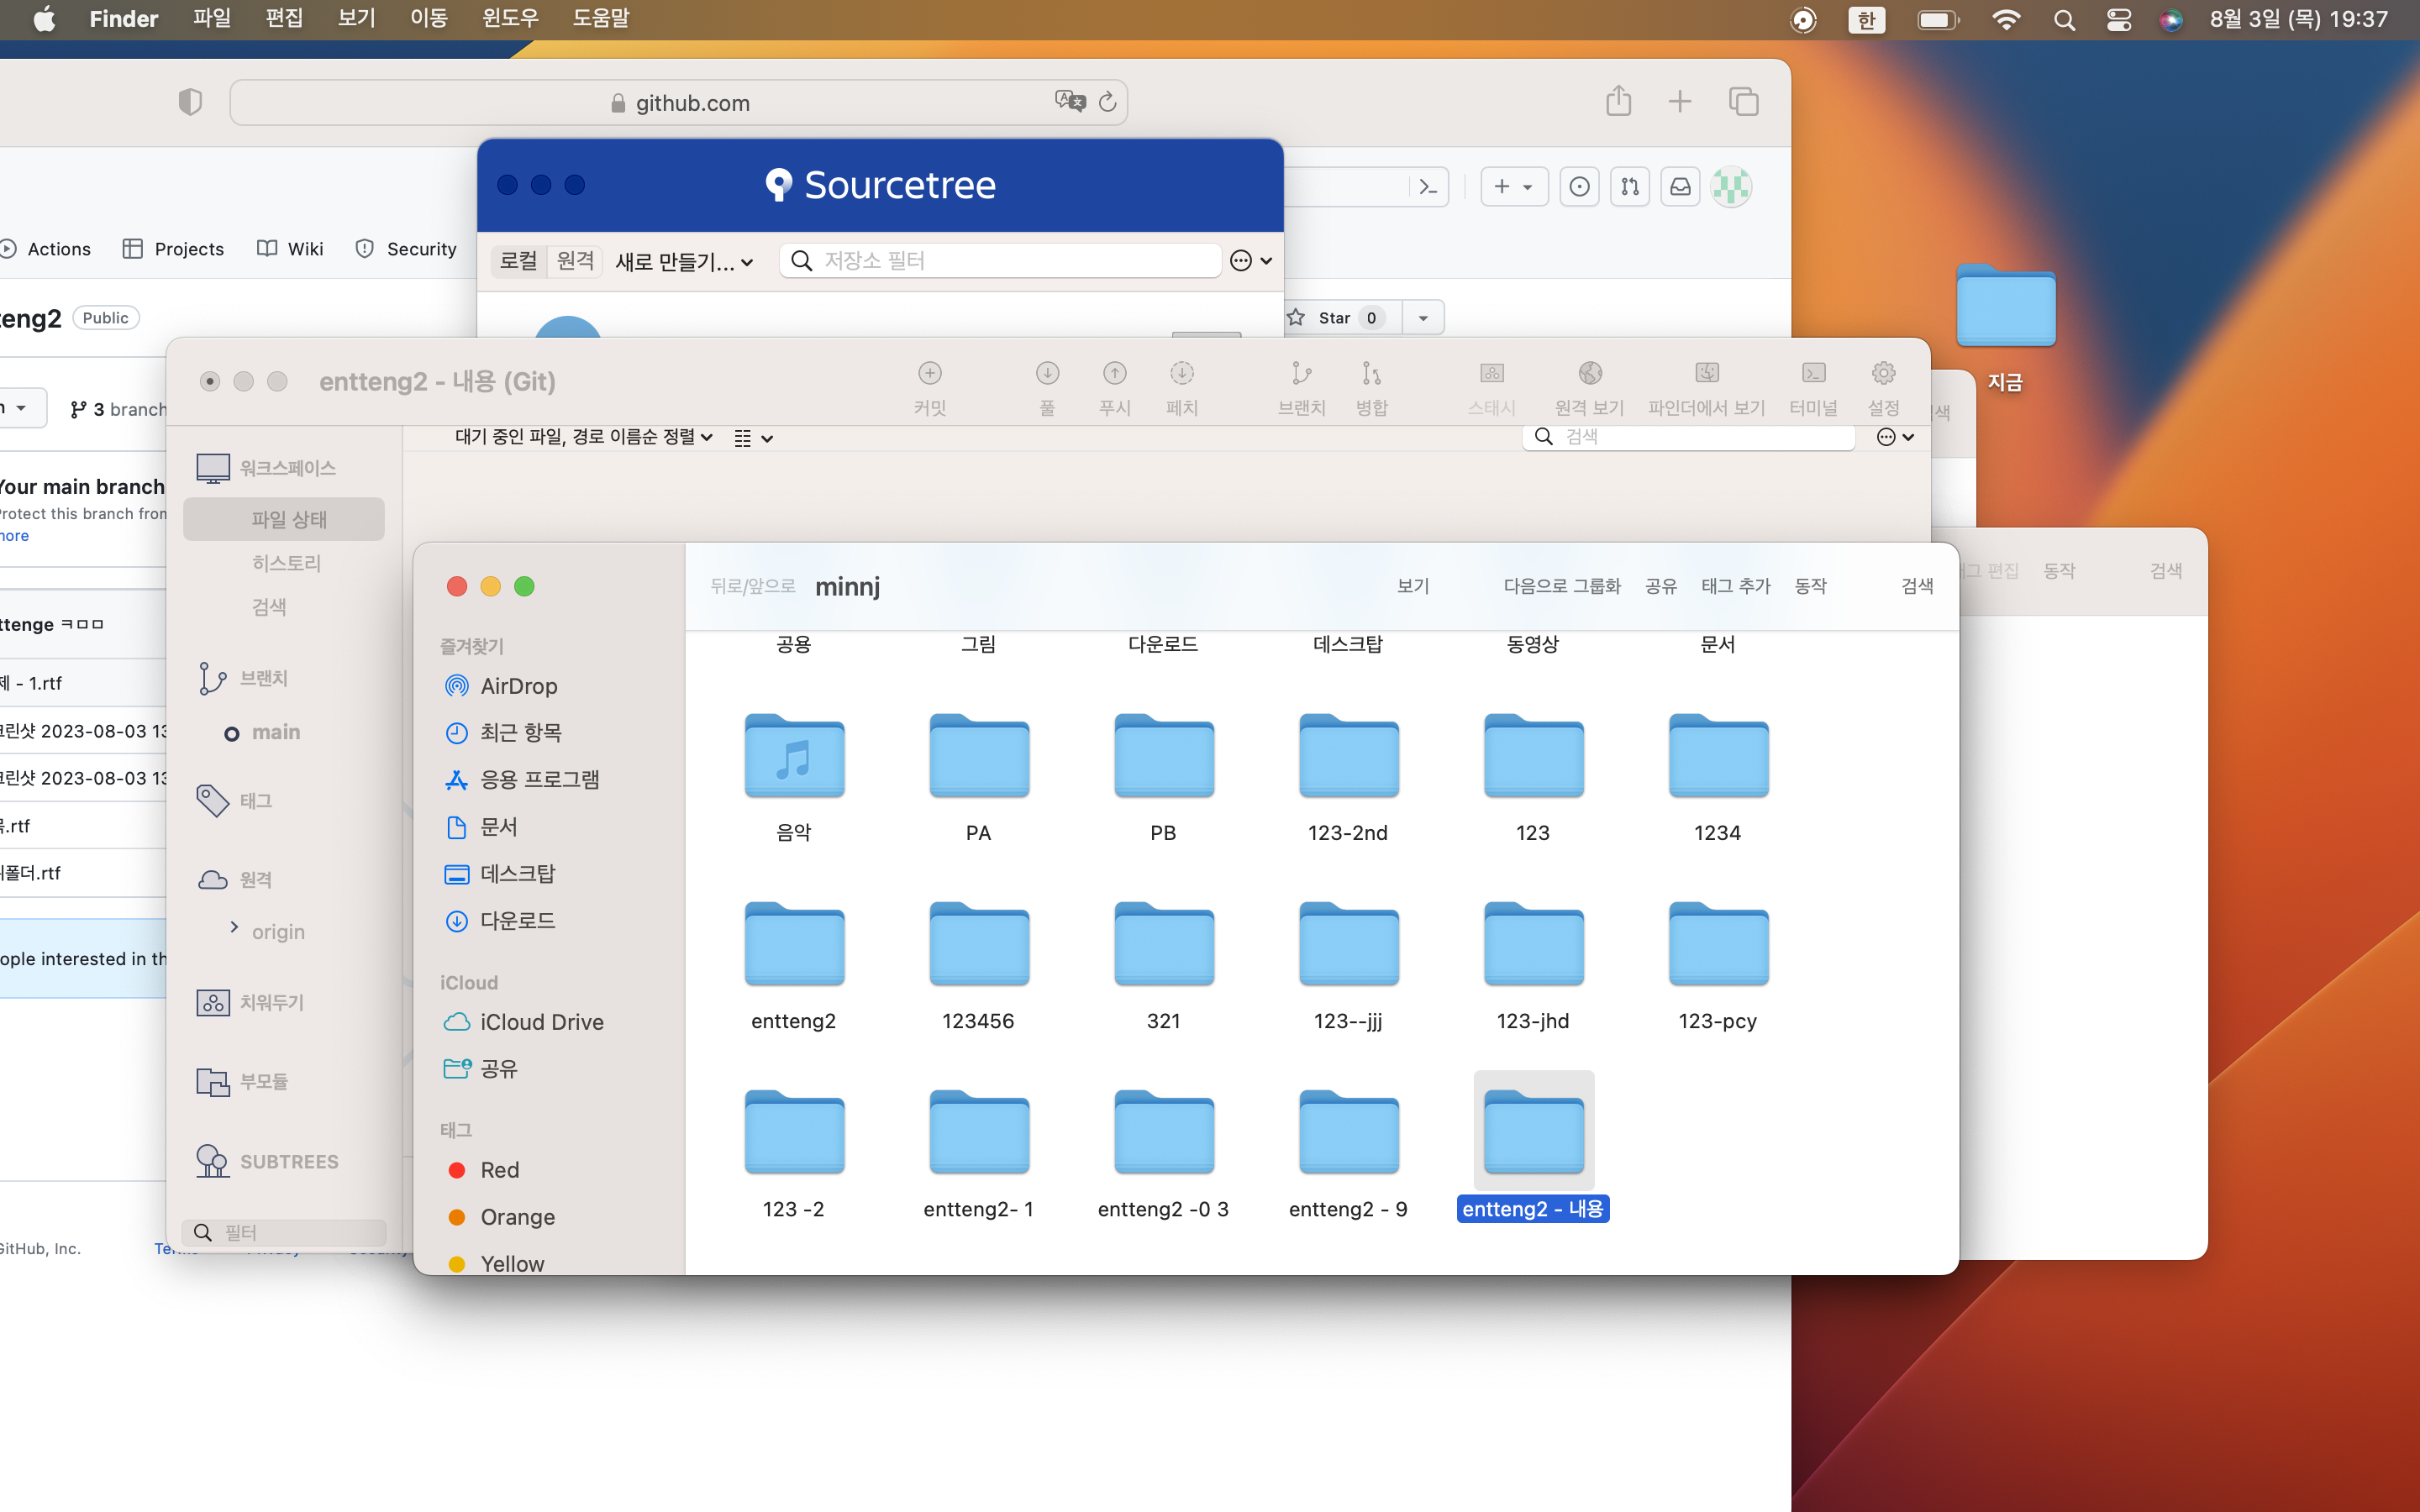 Finder 파일 편집 보기 이동 윈도우 도움말 한 8월 3일 (목) 19:37
github.com
Sourcetree
로컬 원격 새로 만들기... 저장소 필터
Actions Projects Wiki Security
eng2 Public
Star 0
지금
3 branch
Your main branch
Protect this branch from
more
ttenge ㅋㅁㅁ
제 - 1.rtf
크린샷 2023-08-03 13
크린샷 2023-08-03 13
.rtf
폴더.rtf
ople interested in th
GitHub, Inc.
entteng2 - 내용 (Git)
커밋 풀 푸시 페치 브랜치 병합 스태시 원격 보기 파인더에서 보기 터미널 설정
대기 중인 파일, 경로 이름순 정렬 검색
워크스페이스
파일 상태
히스토리
검색
브랜치
main
태그
원격
origin
치워두기
부모듈
SUBTREES
필터
뒤로/앞으로 minnj 보기 다음으로 그룹화 공유 태그 추가 동작 검색
편집 동작 검색
즐겨찾기
AirDrop
최근 항목
응용 프로그램
문서
데스크탑
다운로드
iCloud
iCloud Drive
공유
태그
Red
Orange
Yellow
공용 그림 다운로드 데스크탑 동영상 문서
음악 PA PB 123-2nd 123 1234
entteng2 123456 321 123--jjj 123-jhd 123-pcy
123 -2 entteng2- 1 entteng2 -0 3 entteng2 - 9 entteng2 - 내용